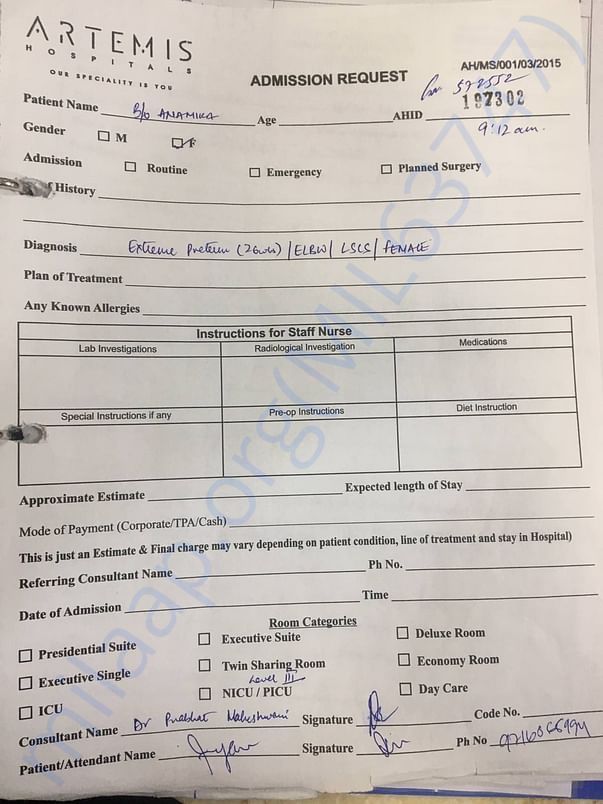 ARTEMIS
HOSPITALS
OUR SPECIALITY IS YOU
AH/MS/001/03/2015
ADMISSION REQUEST
572552
197302
Patient Name B/o ANAMIKA Age AHID
9:12 am.
Gender M F
Admission Routine Emergency Planned Surgery
History
Diagnosis Extreme Preterm (26wks) / ELBW / LSCS / FEMALE
Plan of Treatment
Any Known Allergies
Instructions for Staff Nurse
Lab Investigations Radiological Investigation Medications
Special Instructions if any Pre-op Instructions Diet Instruction
Approximate Estimate Expected length of Stay
Mode of Payment (Corporate/TPA/Cash)
This is just an Estimate & Final charge may vary depending on patient condition, line of treatment and stay in Hospital)
Referring Consultant Name Ph No.
Date of Admission Time
Room Categories
Presidential Suite Executive Suite Deluxe Room
Executive Single Twin Sharing Room Economy Room
Level III
ICU NICU / PICU Day Care
Consultant Name Dr Prabhat Maheshwari Signature Code No.
Patient/Attendant Name Signature Ph No 9716066994
milaap.org(MIL63747)